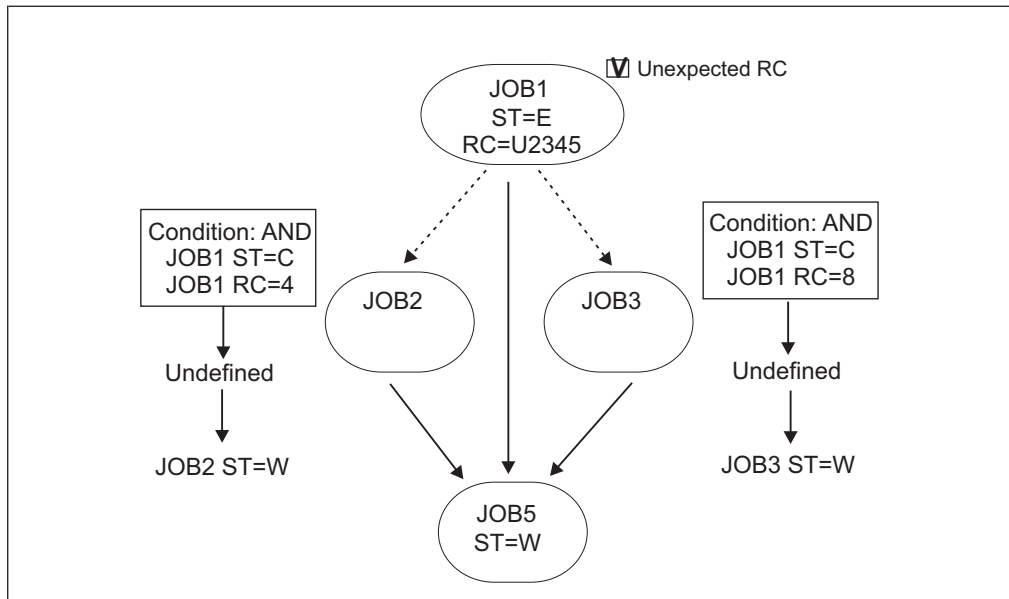 Unexpected RC
JOB1
ST=E
RC=U2345
Condition: AND
JOB1 ST=C
JOB1 RC=4
Undefined
JOB2 ST=W
JOB2
JOB3
Condition: AND
JOB1 ST=C
JOB1 RC=8
Undefined
JOB3 ST=W
JOB5
ST=W